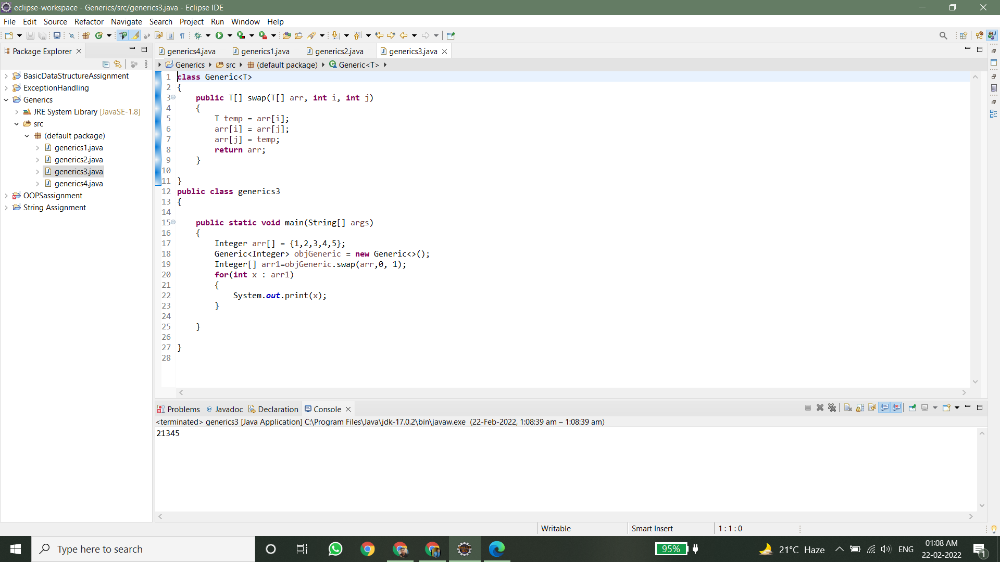 eclipse-workspace - Generics/src/generics3.java - Eclipse IDE
File Edit Source Refactor Navigate Search Project Run Window Help
Package Explorer
generics4.java generics1.java generics2.java generics3.java
Generics src (default package) Generic<T>
BasicDataStructureAssignment
ExceptionHandling
Generics
JRE System Library [JavaSE-1.8]
src
(default package)
generics1.java
generics2.java
generics3.java
generics4.java
OOPSassignment
String Assignment
1 class Generic<T>
2 {
3 public T[] swap(T[] arr, int i, int j)
4 {
5 T temp = arr[i];
6 arr[i] = arr[j];
7 arr[j] = temp;
8 return arr;
9 }
10
11 }
12 public class generics3
13 {
14
15 public static void main(String[] args)
16 {
17 Integer arr[] = {1,2,3,4,5};
18 Generic<Integer> objGeneric = new Generic<>();
19 Integer[] arr1=objGeneric.swap(arr,0, 1);
20 for(int x : arr1)
21 {
22 System.out.print(x);
23 }
24
25 }
26
27 }
28
Problems @ Javadoc Declaration Console
<terminated> generics3 [Java Application] C:\Program Files\Java\jdk-17.0.2\bin\javaw.exe (22-Feb-2022, 1:08:39 am – 1:08:39 am)
21345
Writable Smart Insert 1 : 1 : 0
Type here to search
95%
21°C Haze
ENG
01:08 AM
22-02-2022
1